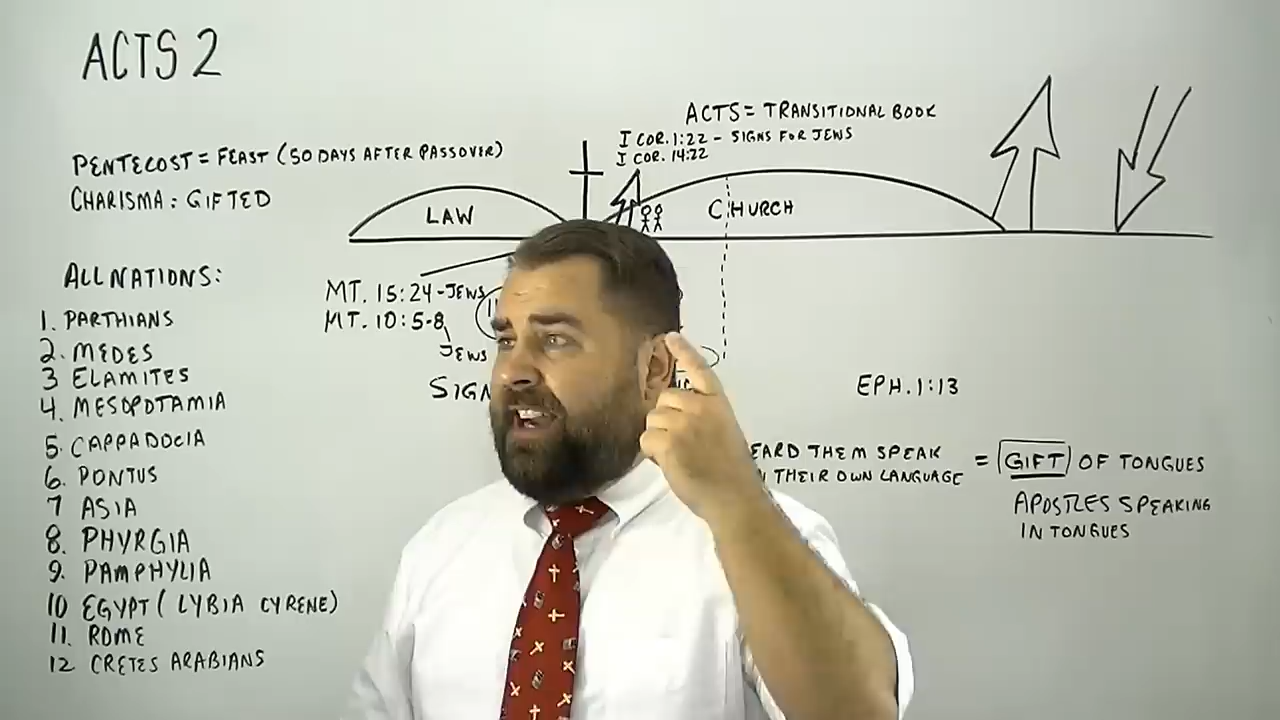 ACTS 2
PENTECOST = FEAST (50 DAYS AFTER PASSOVER)
CHARISMA: GIFTED
ACTS = TRANSITIONAL BOOK
I COR. 1:22 - SIGNS FOR JEWS
I COR. 14:22
LAW
CHURCH
ALL NATIONS:
1. PARTHIANS
2. MEDES
3 ELAMITES
4. MESOPOTAMIA
5. CAPPADOCIA
6. PONTUS
7 ASIA
8. PHYRGIA
9. PAMPHYLIA
10 EGYPT ( LYBIA CYRENE)
11. ROME
12 CRETES ARABIANS
MT. 15:24 - JEWS
MT. 10:5-8
JEWS
EPH. 1:13
THEM SPEAK
THEIR OWN LANGUAGE
= GIFT OF TONGUES
APOSTLES SPEAKING
IN TONGUES